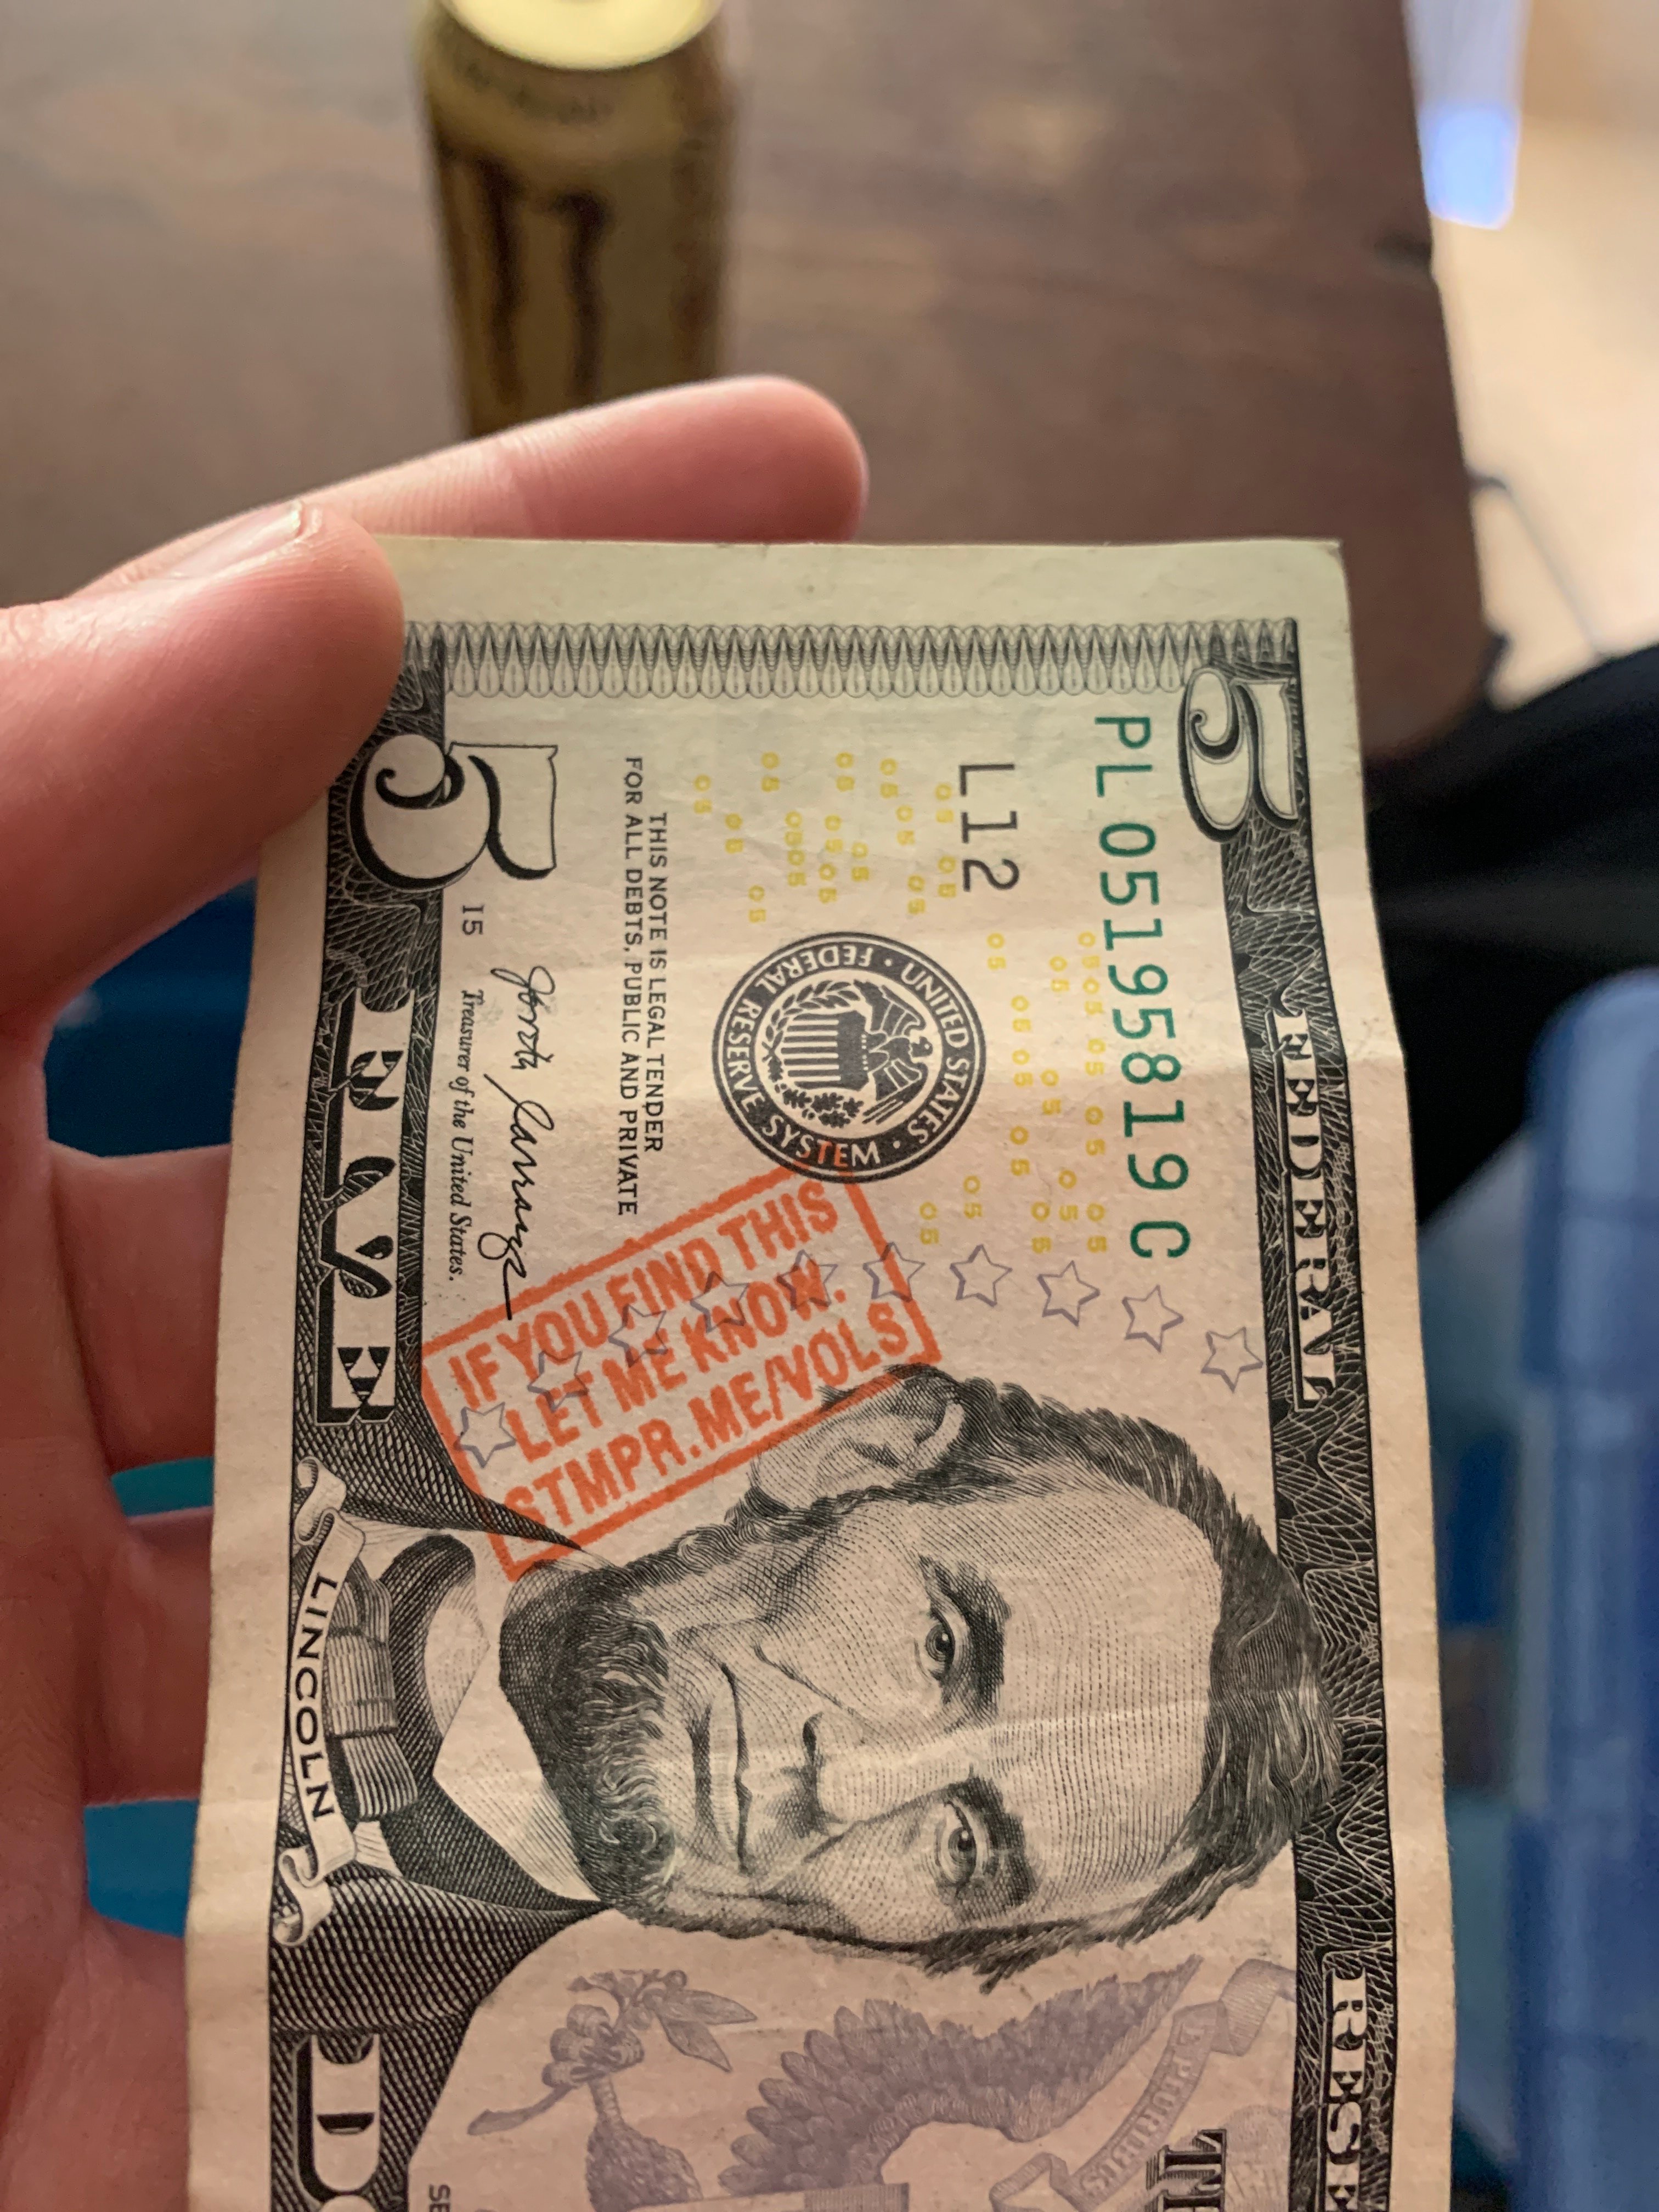 FEDERAL RESE
5
PL05195819C
L12
UNITED STATES FEDERAL RESERVE SYSTEM
THIS NOTE IS LEGAL TENDER
FOR ALL DEBTS, PUBLIC AND PRIVATE
15
Treasurer of the United States.
5
IF YOU FIND THIS
LET ME KNOW.
STMPR.ME/VOLS
LINCOLN
FIVE DO